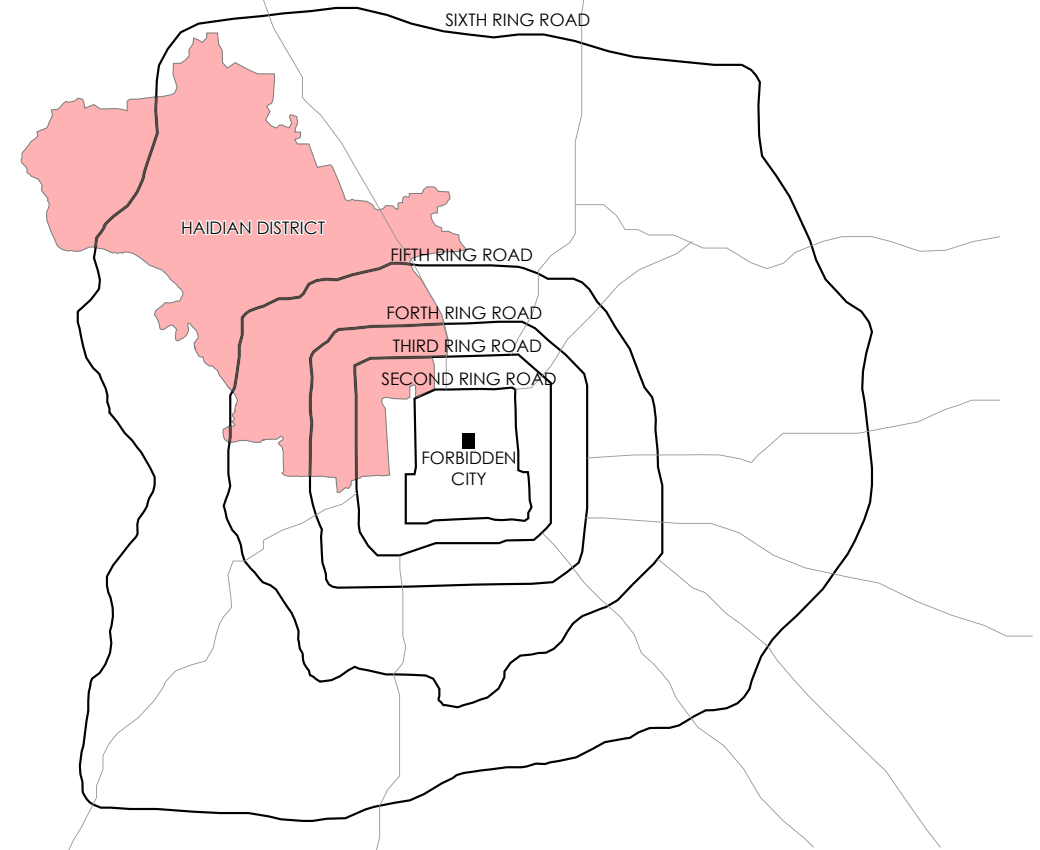 SIXTH RING ROAD
HAIDIAN DISTRICT
FIFTH RING ROAD
FORTH RING ROAD
THIRD RING ROAD
SECOND RING ROAD
FORBIDDEN
CITY